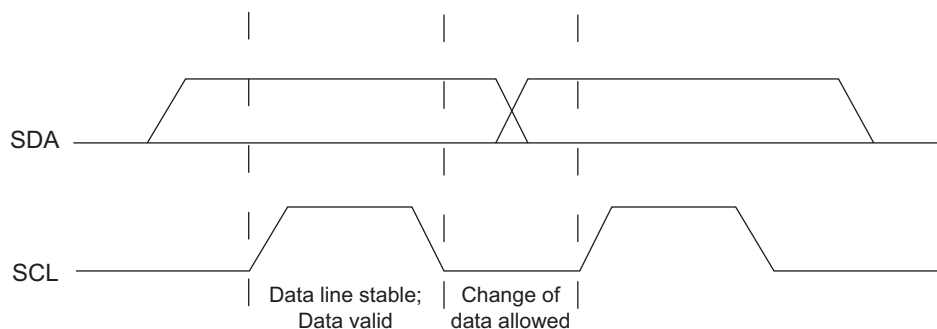 SDA
SCL
Data line stable;
Data valid
Change of
data allowed